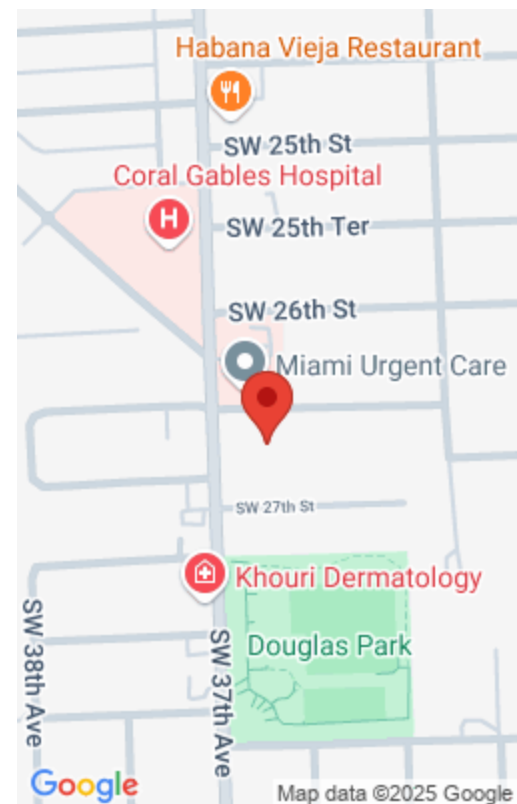 Habana Vieja Restaurant
SW 25th St
Coral Gables Hospital
H
SW 25th Ter
SW 26th St
Miami Urgent Care
SW 27th St
Khouri Dermatology
Douglas Park
SW 38th Ave
SW 37th Ave
Google
Map data ©2025 Google